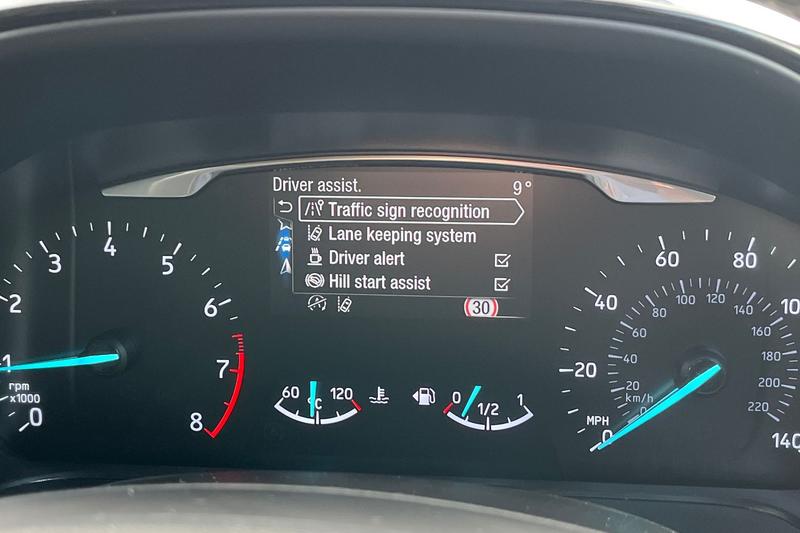 Driver assist. 9°
Traffic sign recognition
Lane keeping system
Driver alert
Hill start assist
30
1
2
3
4
5
6
7
8
rpm
x1000
0
60 120
°C
0 1/2 1
MPH
0
20
40
60
80
140
km/h
0
20
40
60
80
100
120
140
160
180
200
220